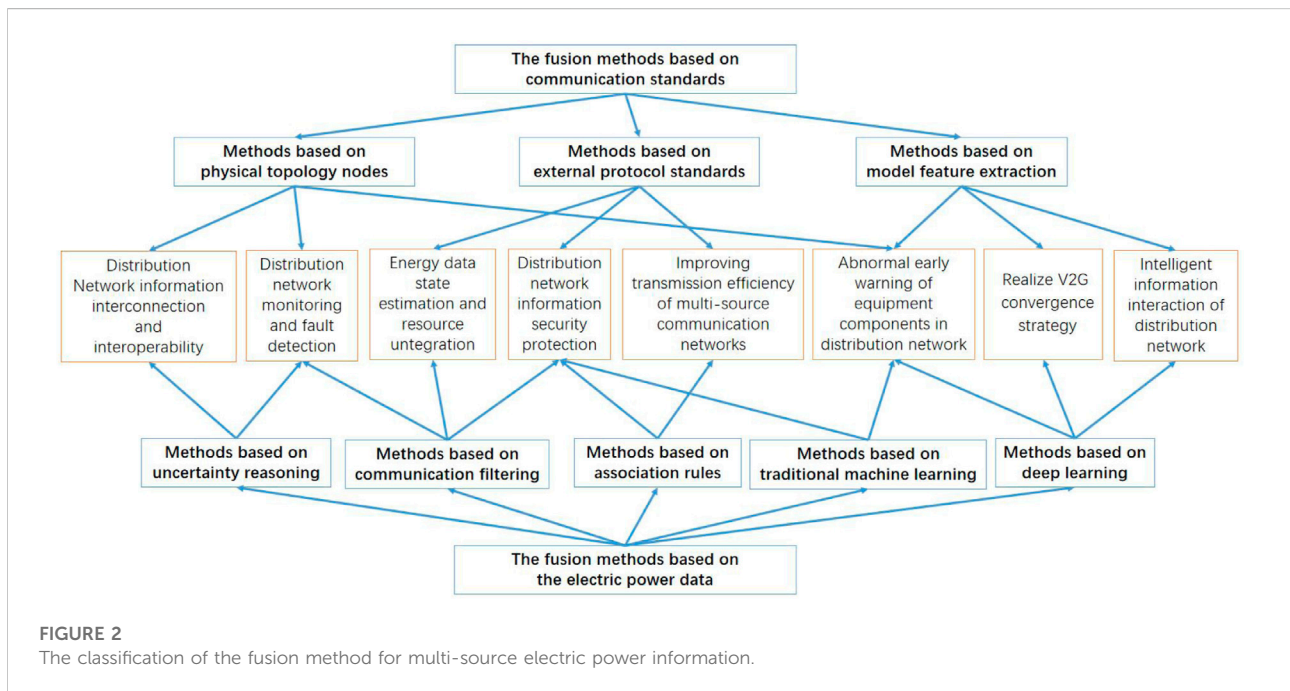 The fusion methods based on
communication standards
Methods based on
physical topology nodes
Methods based on
external protocol standards
Methods based on
model feature extraction
Distribution
Network information
interconnection
and
interoperability
Distribution
network
monitoring
and fault
detection
Energy data
state
estimation and
resource
untegration
Distribution
network
information
security
protection
Improving
transmission efficiency
of multi-source
communication
networks
Abnormal early
warning of
equipment
components in
distribution network
Realize V2G
convergence
strategy
Intelligent
information
interaction of
distribution
network
Methods based on
uncertainty reasoning
Methods based on
communication filtering
Methods based on
association rules
Methods based on
traditional machine learning
Methods based on
deep learning
The fusion methods based on
the electric power data
FIGURE 2
The classification of the fusion method for multi-source electric power information.